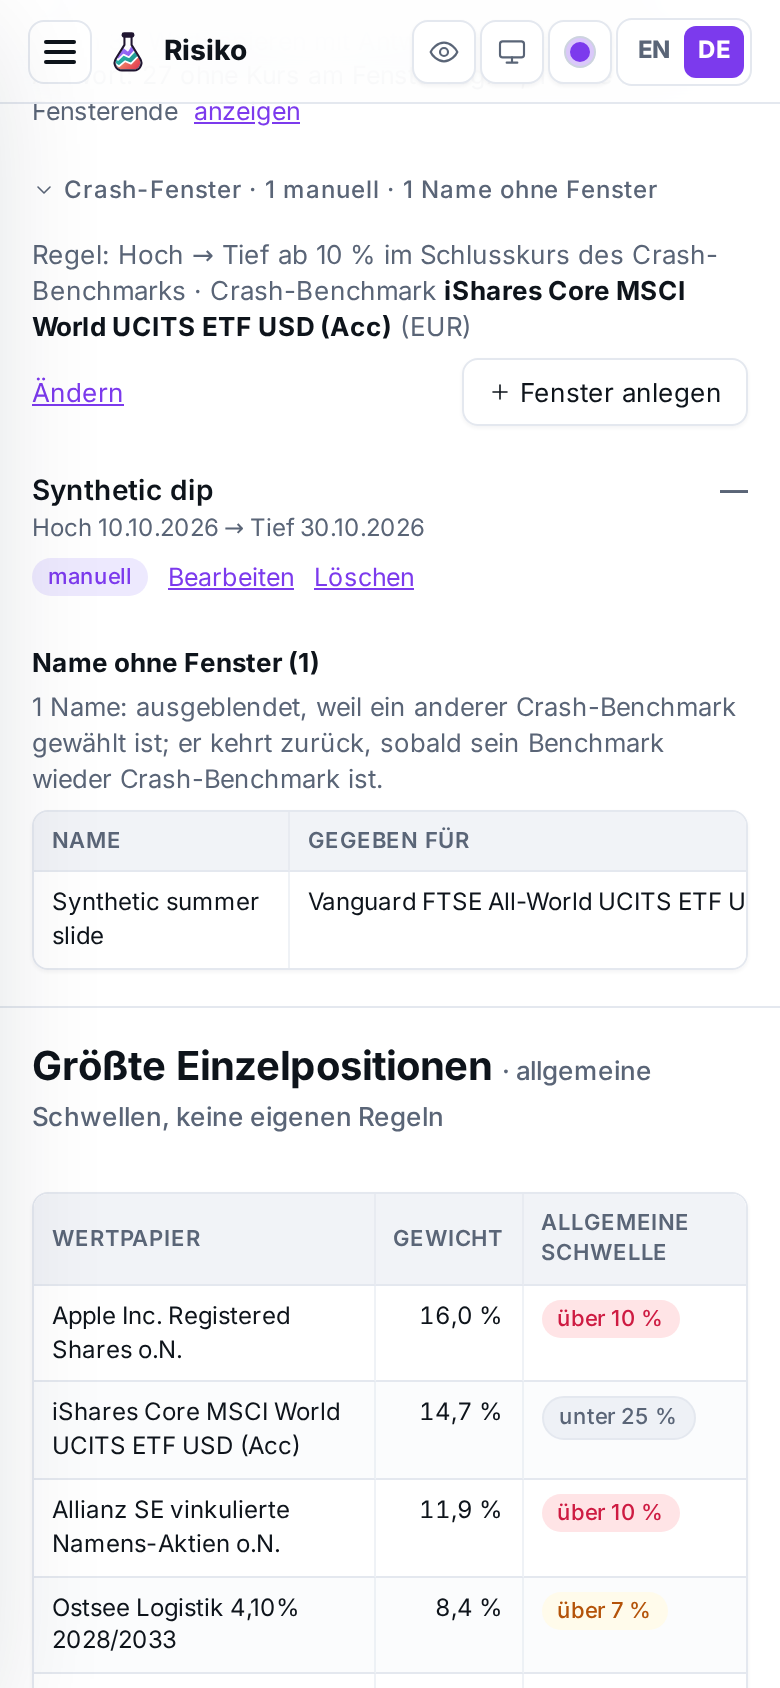 Risiko
EN DE
Fensterende anzeigen
Crash-Fenster · 1 manuell · 1 Name ohne Fenster
Regel: Hoch → Tief ab 10 % im Schlusskurs des Crash-
Benchmarks · Crash-Benchmark iShares Core MSCI
World UCITS ETF USD (Acc) (EUR)
Ändern
+ Fenster anlegen
Synthetic dip —
Hoch 10.10.2026 → Tief 30.10.2026
manuell Bearbeiten Löschen
Name ohne Fenster (1)
1 Name: ausgeblendet, weil ein anderer Crash-Benchmark
gewählt ist; er kehrt zurück, sobald sein Benchmark
wieder Crash-Benchmark ist.
NAME GEGEBEN FÜR
Synthetic summer
slide
Vanguard FTSE All-World UCITS ETF U
Größte Einzelpositionen · allgemeine
Schwellen, keine eigenen Regeln
WERTPAPIER GEWICHT ALLGEMEINE
SCHWELLE
Apple Inc. Registered
Shares o.N.
16,0 % über 10 %
iShares Core MSCI World
UCITS ETF USD (Acc)
14,7 % unter 25 %
Allianz SE vinkulierte
Namens-Aktien o.N.
11,9 % über 10 %
Ostsee Logistik 4,10%
2028/2033
8,4 % über 7 %